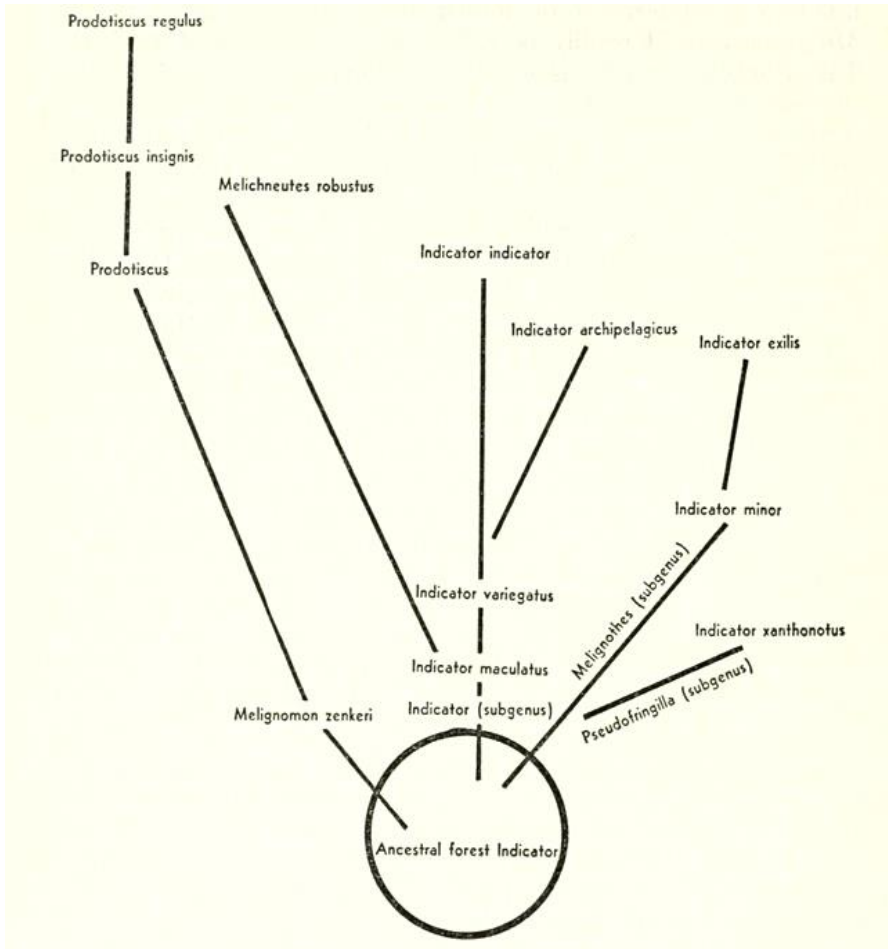 Prodotiscus regulus
Prodotiscus insignis
Melichneutes robustus
Indicator indicator
Prodotiscus
Indicator archipelagicus
Indicator exilis
Indicator minor
Melignothes (subgenus)
Indicator variegatus
Indicator xanthonotus
Indicator maculatus
Pseudofringilla (subgenus)
Indicator (subgenus)
Melignomon zenkeri
Ancestral forest Indicator